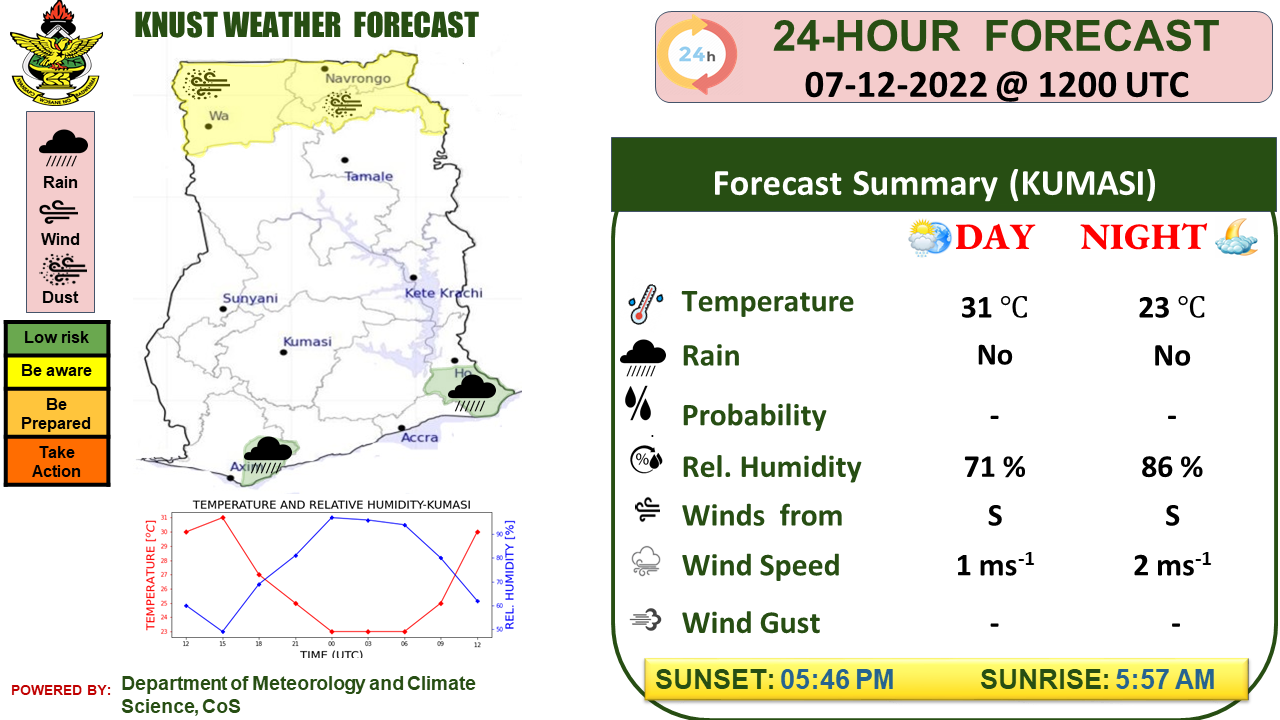 KNUST WEATHER FORECAST
Rain
Wind
Dust
Low risk
Be aware
Be
Prepared
Take
Action
Navrongo
Wa
Tamale
Kete Krachi
Sunyani
Kumasi
Ho
Accra
Axim
TEMPERATURE AND RELATIVE HUMIDITY-KUMASI
TEMPERATURE [°C]
31
30
29
28
27
26
25
24
23
REL. HUMIDITY [%]
90
80
70
60
50
12 15 18 21 00 03 06 09 12
TIME (UTC)
POWERED BY: Department of Meteorology and Climate
Science, CoS
24h
24-HOUR FORECAST
07-12-2022 @ 1200 UTC
Forecast Summary (KUMASI)
DAY NIGHT
Temperature 31 °C 23 °C
Rain No No
Probability - -
% Rel. Humidity 71 % 86 %
Winds from S S
Wind Speed 1 ms-1 2 ms-1
Wind Gust - -
SUNSET: 05:46 PM SUNRISE: 5:57 AM